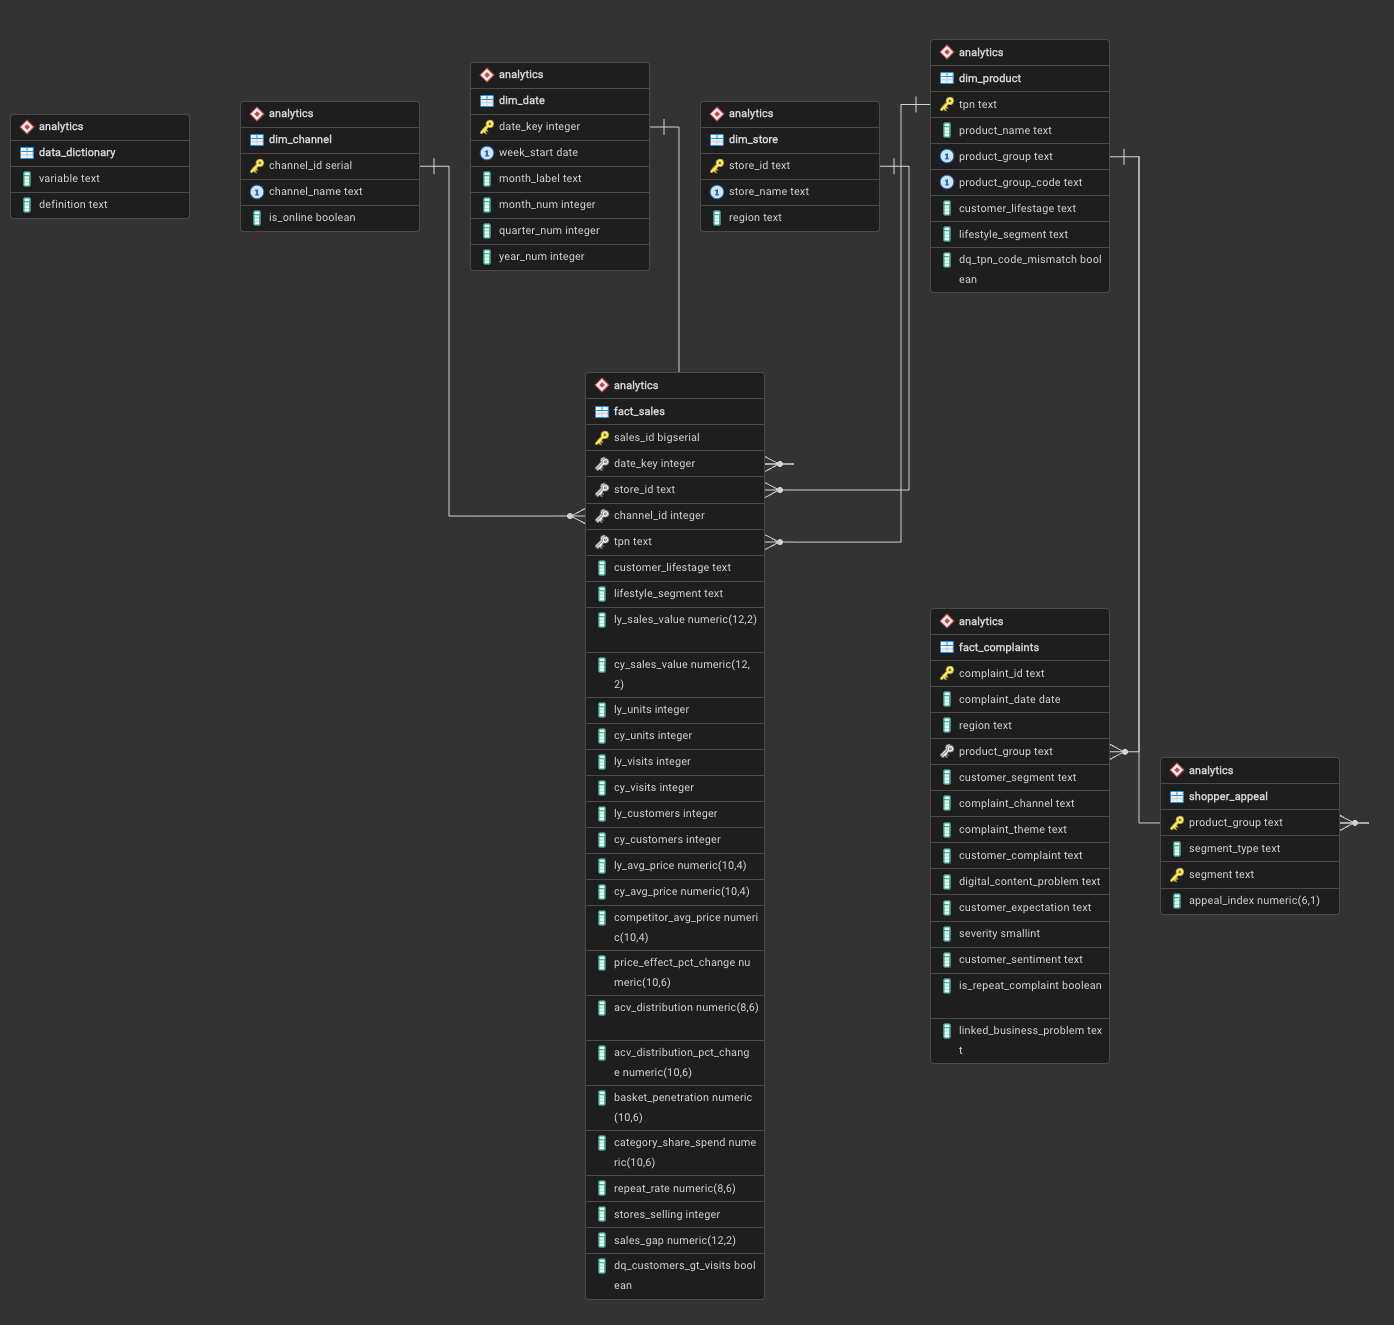 analytics
data_dictionary
variable text
definition text
analytics
dim_channel
channel_id serial
channel_name text
is_online boolean
analytics
dim_date
date_key integer
week_start date
month_label text
month_num integer
quarter_num integer
year_num integer
analytics
dim_store
store_id text
store_name text
region text
analytics
dim_product
tpn text
product_name text
product_group text
product_group_code text
customer_lifestage text
lifestyle_segment text
dq_tpn_code_mismatch bool
ean
analytics
fact_sales
sales_id bigserial
date_key integer
store_id text
channel_id integer
tpn text
customer_lifestage text
lifestyle_segment text
ly_sales_value numeric(12,2)
cy_sales_value numeric(12,
2)
ly_units integer
cy_units integer
ly_visits integer
cy_visits integer
ly_customers integer
cy_customers integer
ly_avg_price numeric(10,4)
cy_avg_price numeric(10,4)
competitor_avg_price numeri
c(10,4)
price_effect_pct_change nu
meric(10,6)
acv_distribution numeric(8,6)
acv_distribution_pct_chang
e numeric(10,6)
basket_penetration numeric
(10,6)
category_share_spend nume
ric(10,6)
repeat_rate numeric(8,6)
stores_selling integer
sales_gap numeric(12,2)
dq_customers_gt_visits bool
ean
analytics
fact_complaints
complaint_id text
complaint_date date
region text
product_group text
customer_segment text
complaint_channel text
complaint_theme text
customer_complaint text
digital_content_problem text
customer_expectation text
severity smallint
customer_sentiment text
is_repeat_complaint boolean
linked_business_problem tex
t
analytics
shopper_appeal
product_group text
segment_type text
segment text
appeal_index numeric(6,1)